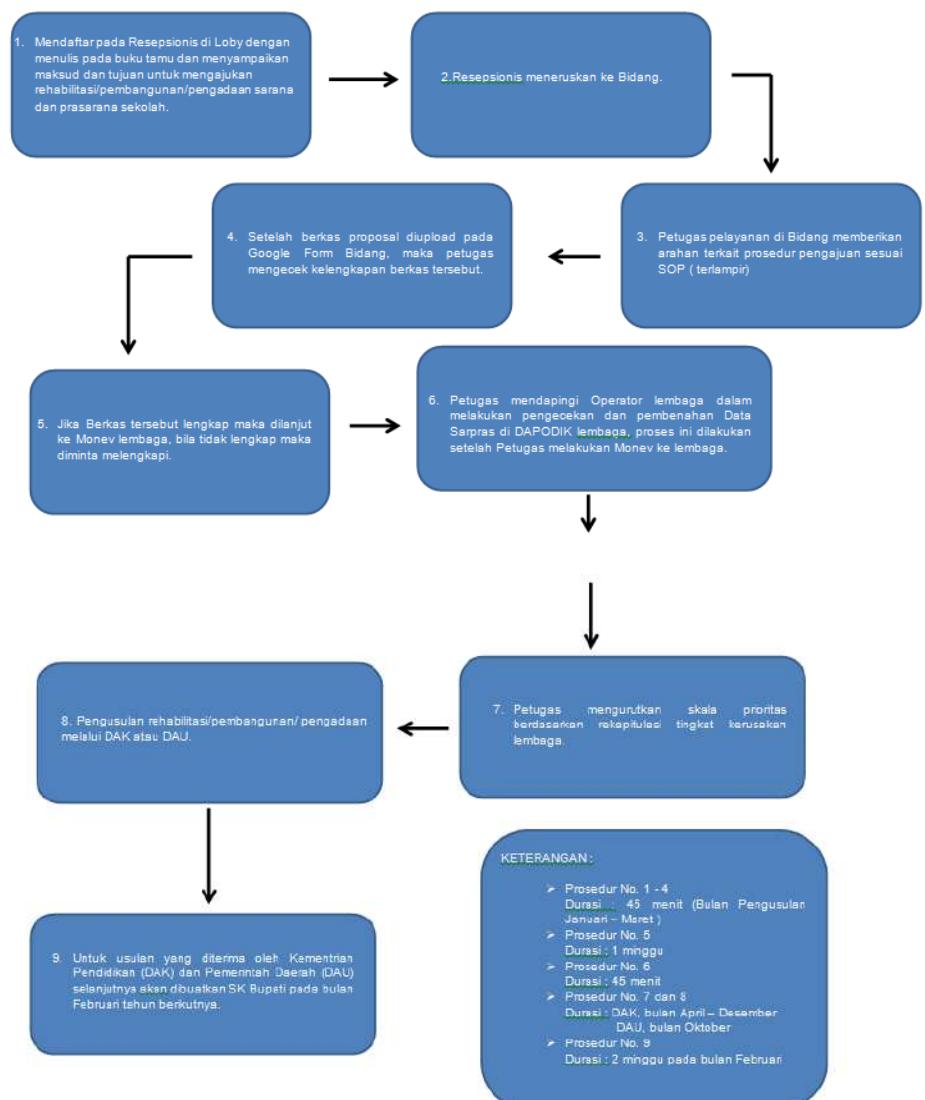 1. Mendaftar pada Resepsionis di Loby dengan
menulis pada buku tamu dan menyampaikan
maksud dan tujuan untuk mengajukan
rehabilitasi/pembangunan/pengadaan sarana
dan prasarana sekolah.
2.Resepsionis meneruskan ke Bidang.
3. Petugas pelayanan di Bidang memberikan
arahan terkait prosedur pengajuan sesuai
SOP ( terlampir)
4. Setelah berkas proposal diupload pada
Google Form Bidang, maka petugas
mengecek kelengkapan berkas tersebut.
5. Jika Berkas tersebut lengkap maka dilanjut
ke Monev lembaga, bila tidak lengkap maka
diminta melengkapi.
6. Petugas mendapingi Operator lembaga dalam
melakukan pengecekan dan pembenahan Data
Sarpras di DAPODIK lembaga, proses ini dilakukan
setelah Petugas melakukan Monev ke lembaga.
7. Petugas mengurutkan skala prioritas
berdasarkan rekapitulasi tingkat kerusakan
lembaga.
8. Pengusulan rehabilitasi/pembangunan/ pengadaan
melalui DAK atau DAU.
9. Untuk usulan yang diterma oleh Kementrian
Pendidikan (DAK) dan Pemerntah Daerah (DAU)
selanjutnya akan dibuatkan SK Bupati pada bulan
Februari tahun berikutnya.
KETERANGAN :
➢ Prosedur No. 1 - 4
Durasi : 45 menit (Bulan Pengusulan
Januari – Maret )
➢ Prosedur No. 5
Durasi : 1 minggu
➢ Prosedur No. 6
Durasi : 45 menit
➢ Prosedur No. 7 dan 8
Durasi : DAK, bulan April – Desember
DAU, bulan Oktober
➢ Prosedur No. 9
Durasi : 2 minggu pada bulan Februari